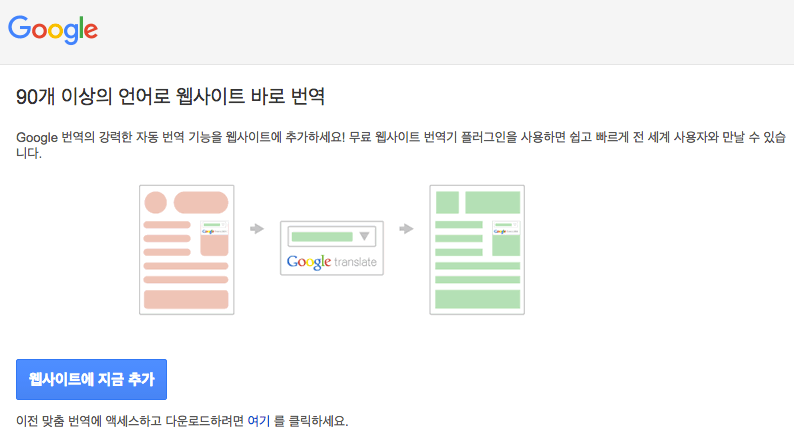 Google
90개 이상의 언어로 웹사이트 바로 번역
Google 번역의 강력한 자동 번역 기능을 웹사이트에 추가하세요! 무료 웹사이트 번역기 플러그인을 사용하면 쉽고 빠르게 전 세계 사용자와 만날 수 있습
니다.
Google translate
웹사이트에 지금 추가
이전 맞춤 번역에 액세스하고 다운로드하려면 여기 를 클릭하세요.